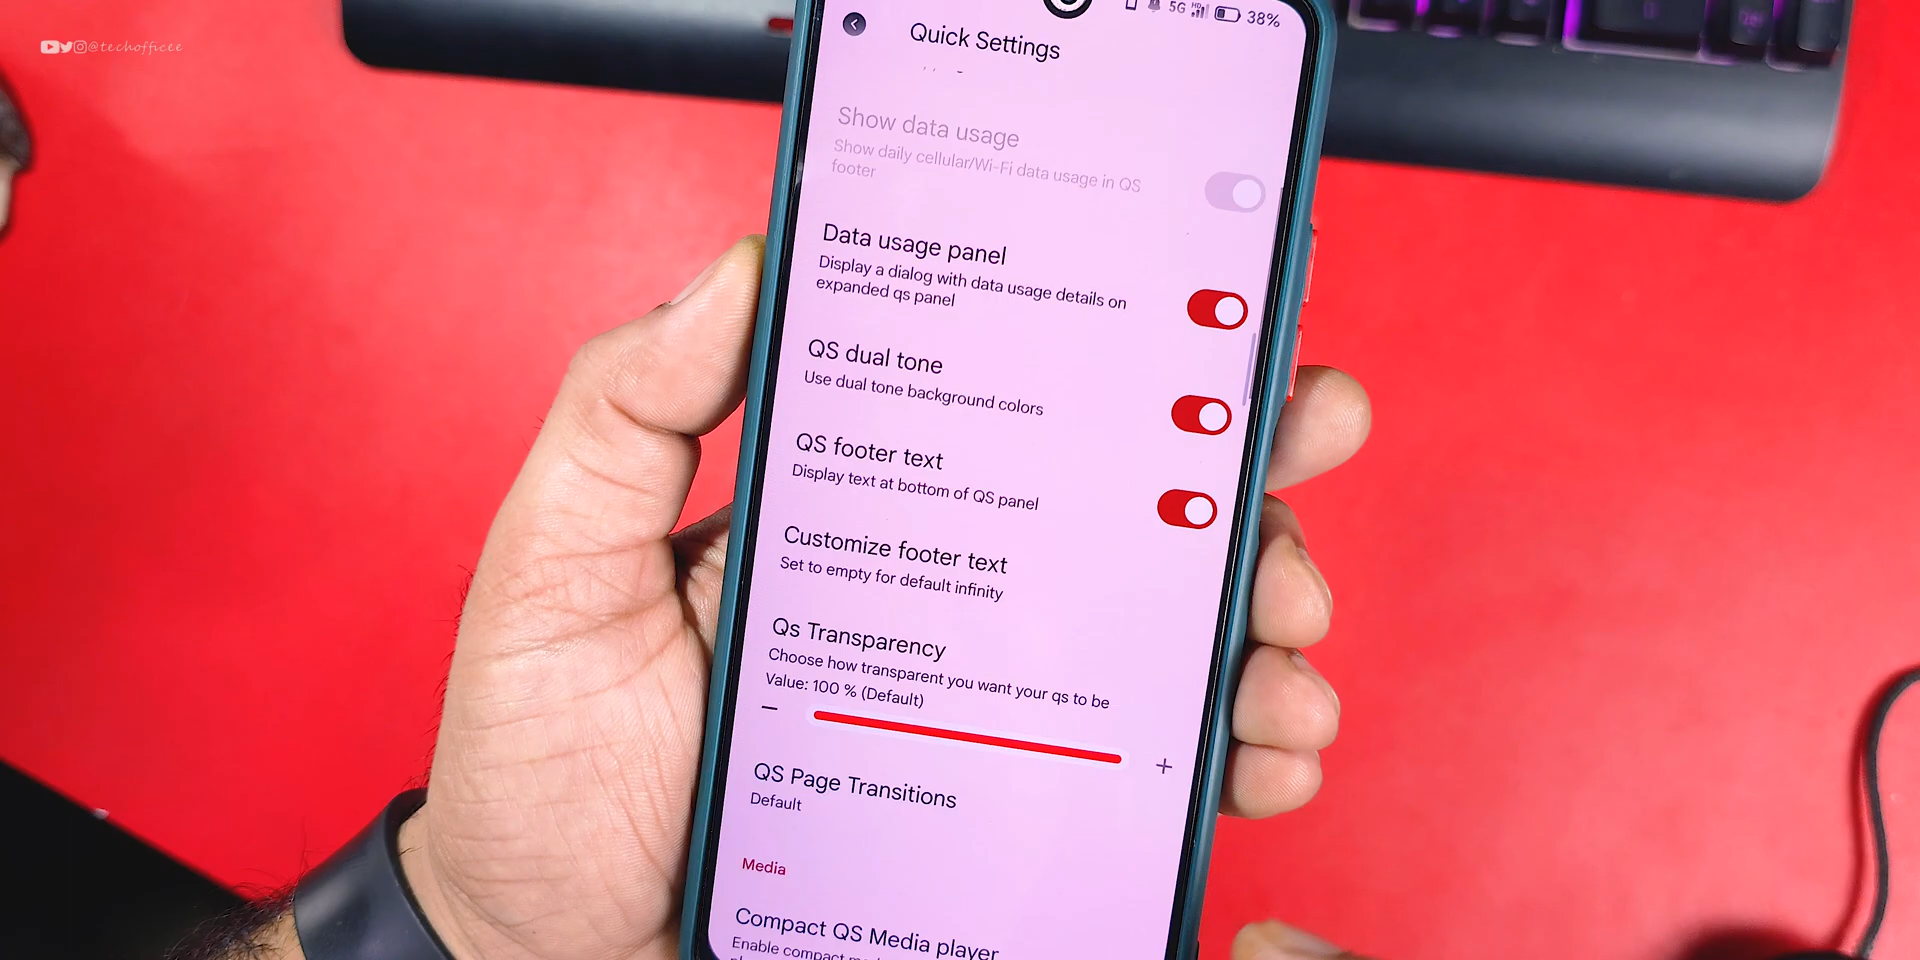 @techofficee
5G HD 38%
Quick Settings
Show data usage
Show daily cellular/Wi-Fi data usage in QS
footer
Data usage panel
Display a dialog with data usage details on
expanded qs panel
QS dual tone
Use dual tone background colors
QS footer text
Display text at bottom of QS panel
Customize footer text
Set to empty for default infinity
Qs Transparency
Choose how transparent you want your qs to be
Value: 100 % (Default)
QS Page Transitions
Default
Media
Compact QS Media player
Enable compact